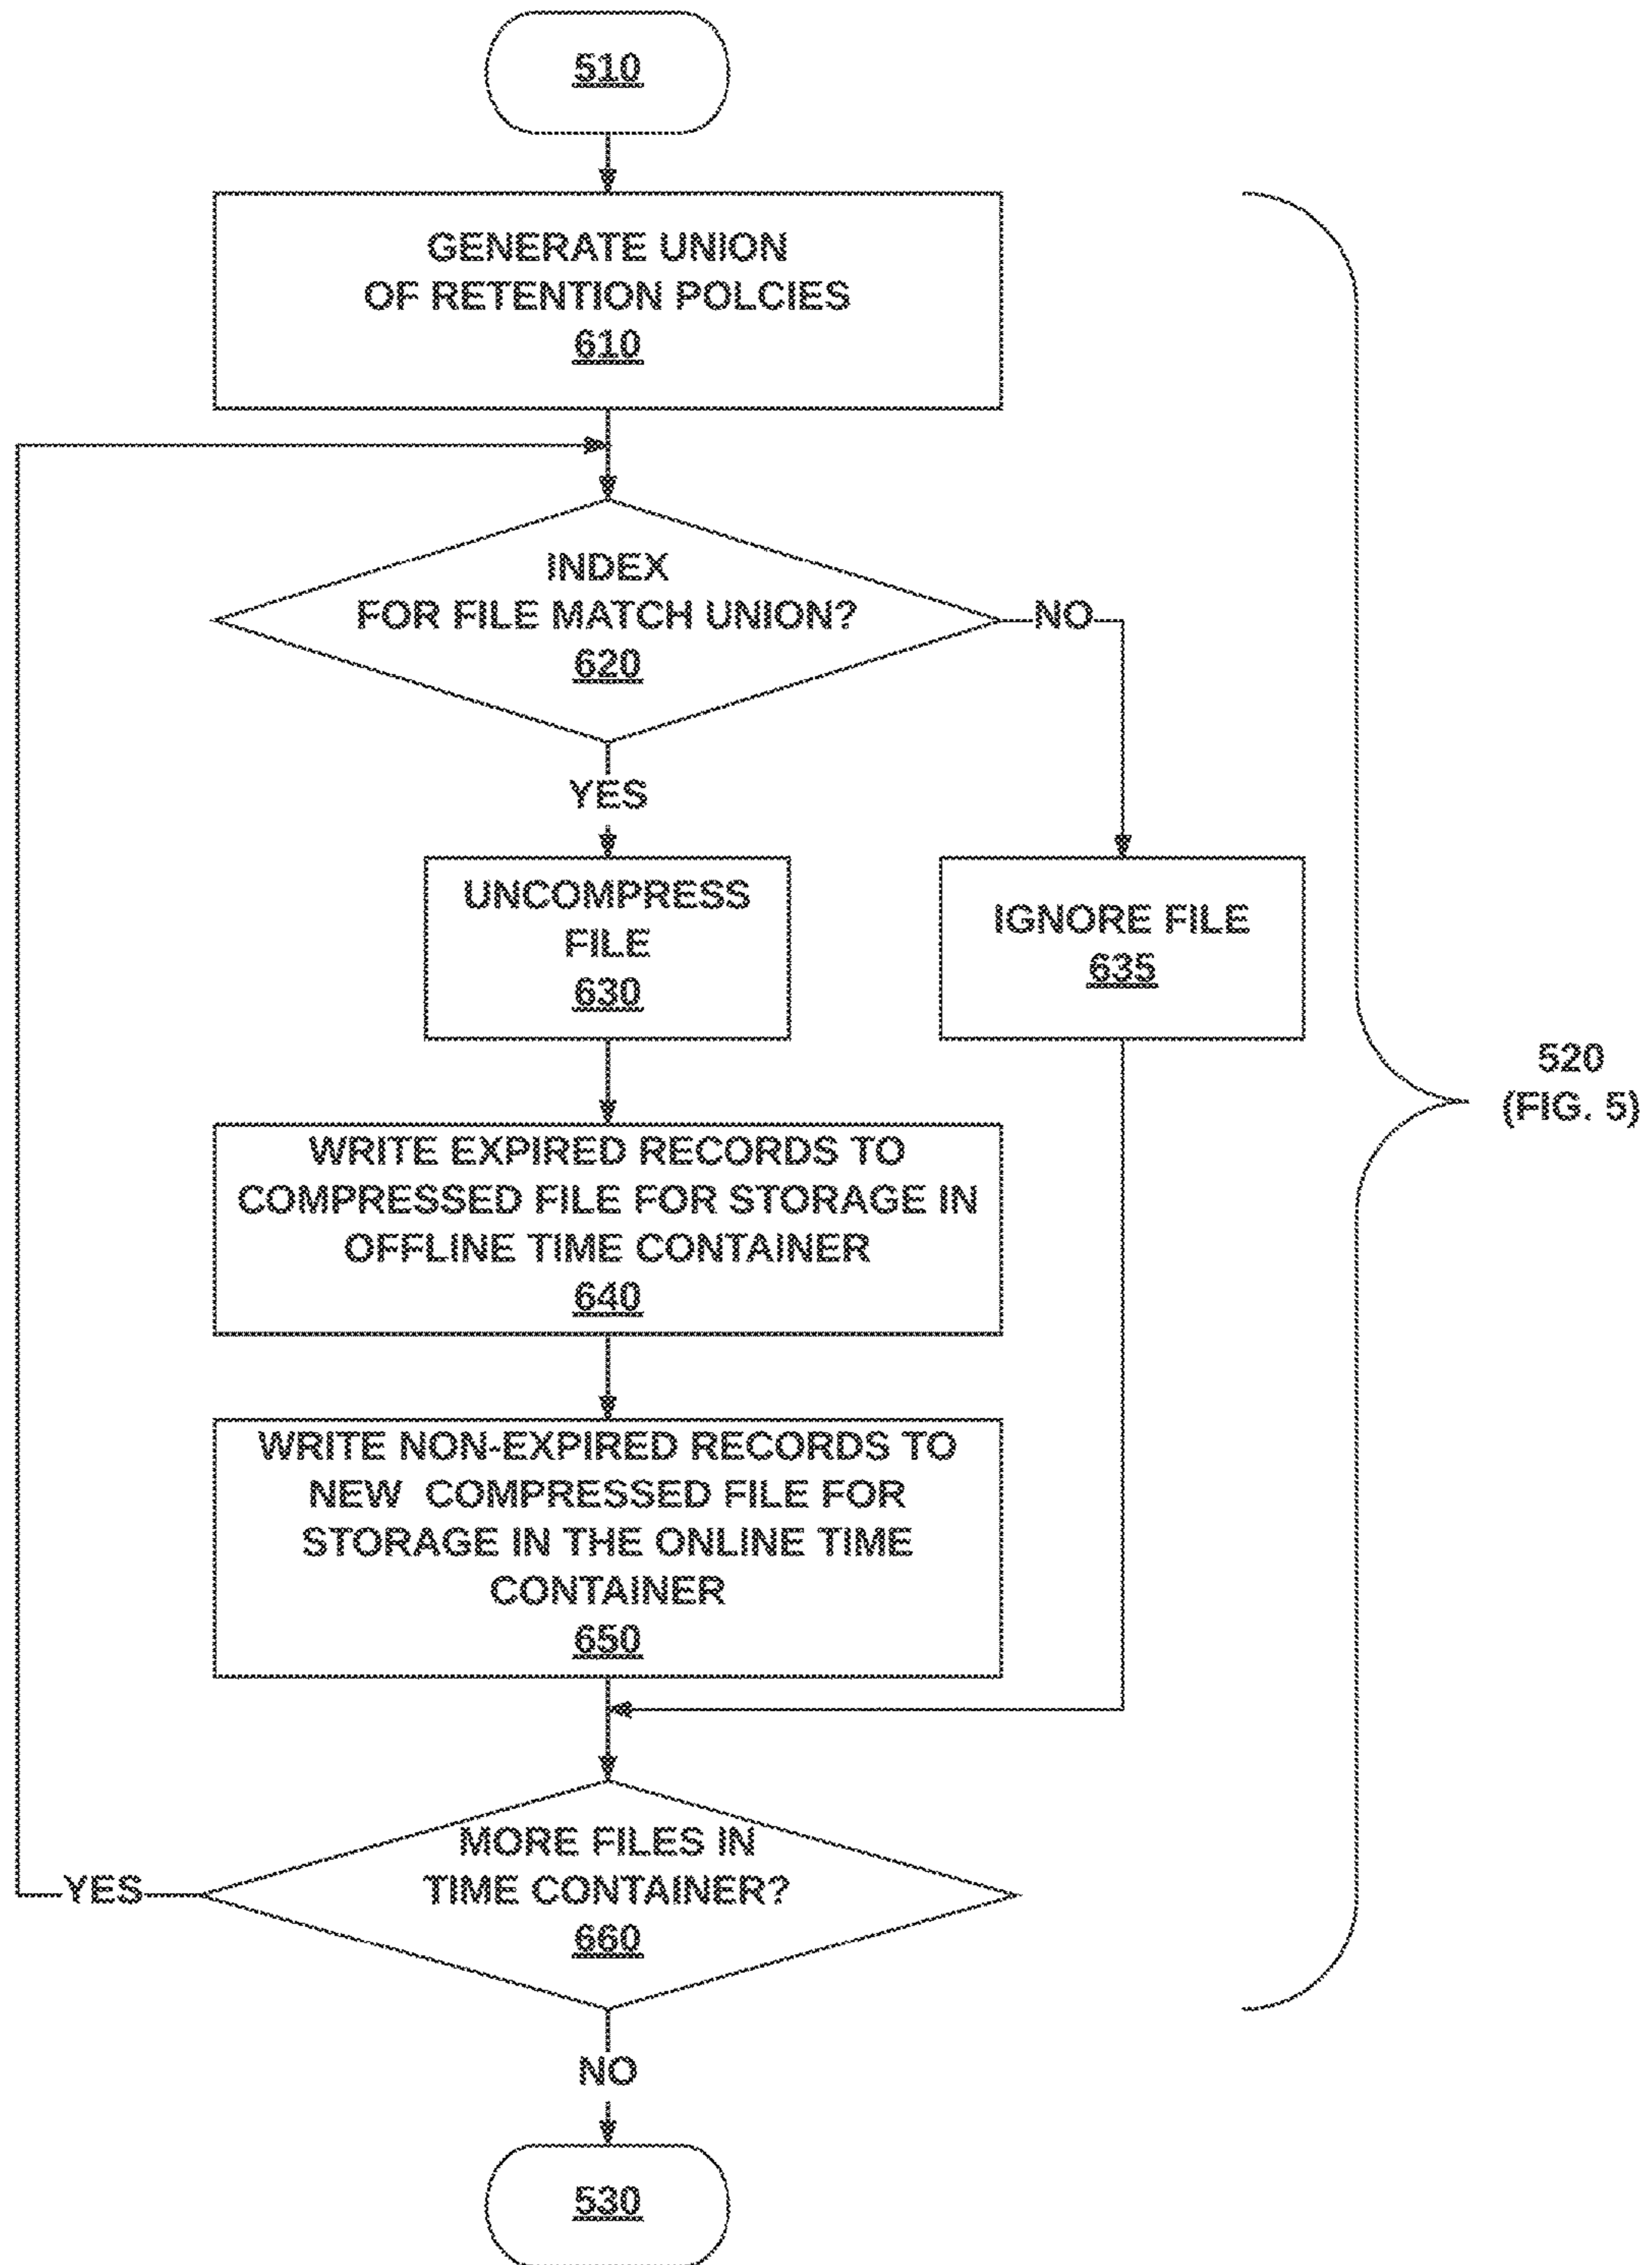 510
GENERATE UNION
OF RETENTION POLCIES
610
INDEX
FOR FILE MATCH UNION?
620
NO
YES
UNCOMPRESS
FILE
630
IGNORE FILE
635
520
(FIG. 5)
WRITE EXPIRED RECORDS TO
COMPRESSED FILE FOR STORAGE IN
OFFLINE TIME CONTAINER
640
WRITE NON-EXPIRED RECORDS TO
NEW COMPRESSED FILE FOR
STORAGE IN THE ONLINE TIME
CONTAINER
650
MORE FILES IN
TIME CONTAINER?
660
YES
NO
530